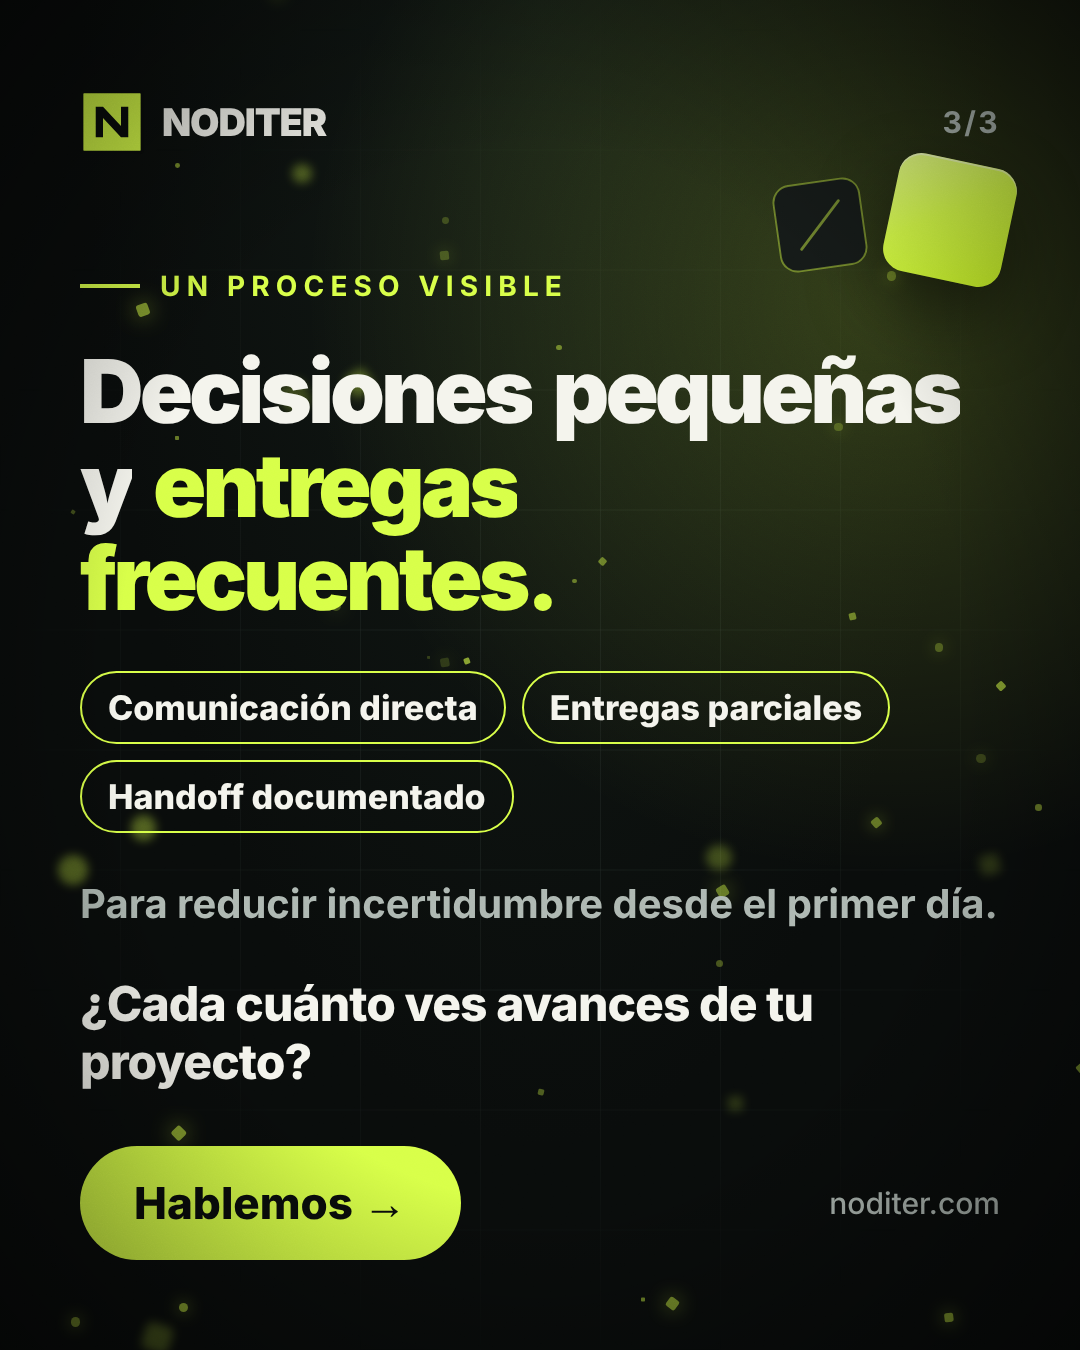 N NODITER
3/3
UN PROCESO VISIBLE
Decisiones pequeñas
y entregas
frecuentes.
Comunicación directa
Entregas parciales
Handoff documentado
Para reducir incertidumbre desde el primer día.
¿Cada cuánto ves avances de tu
proyecto?
Hablemos →
noditer.com